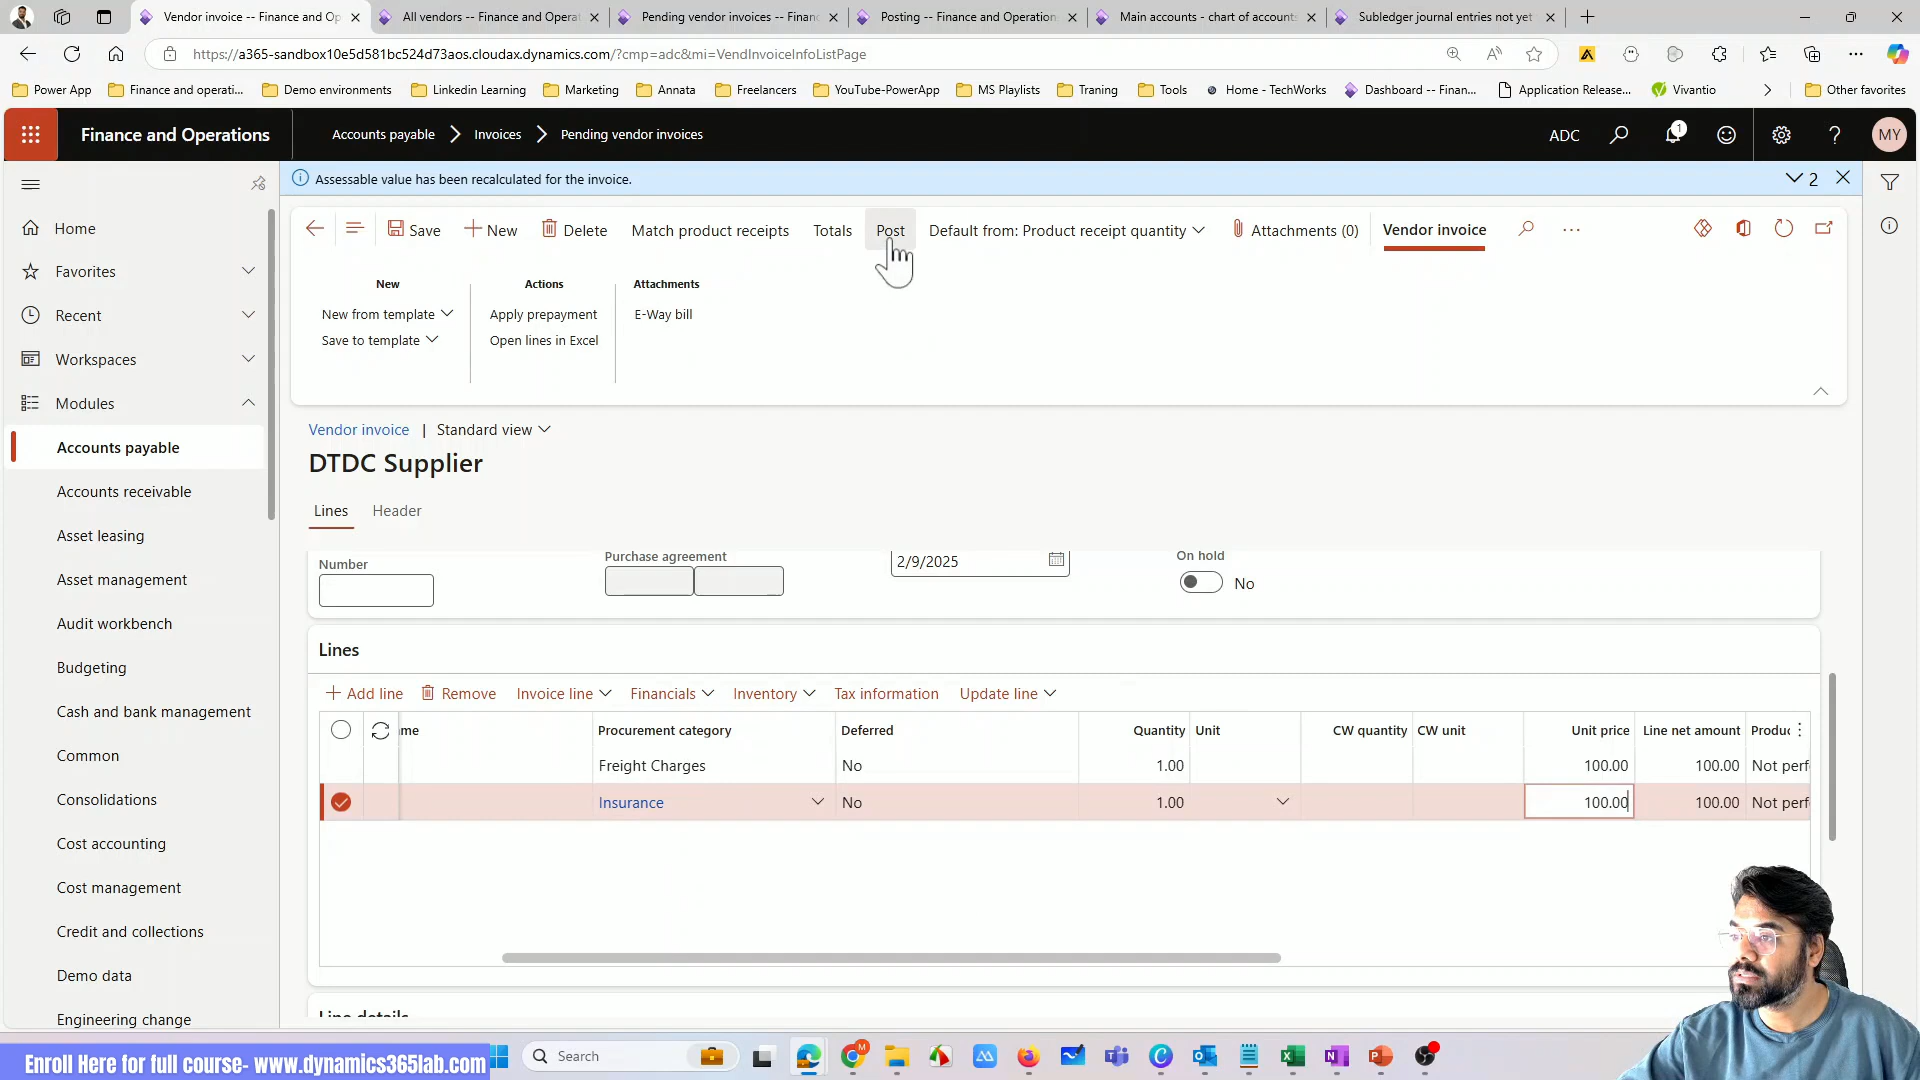 Vendor invoice -- Finance and Op
All vendors -- Finance and Operat
Pending vendor invoices -- Finan
Posting -- Finance and Operation
Main accounts - chart of accounts
Subledger journal entries not yet
https://a365-sandbox10e5d581bc524d73aos.cloudax.dynamics.com/?cmp=adc&mi=VendInvoiceInfoListPage
Power App
Finance and operati...
Demo environments
Linkedin Learning
Marketing
Annata
Freelancers
YouTube-PowerApp
MS Playlists
Traning
Tools
Home - TechWorks
Dashboard -- Finan...
Application Release...
Vivantio
Other favorites
Finance and Operations
Accounts payable
Invoices
Pending vendor invoices
ADC
1
MY
Assessable value has been recalculated for the invoice.
2
Save
New
Delete
Match product receipts
Totals
Post
Default from: Product receipt quantity
Attachments (0)
Vendor invoice
New
Actions
Attachments
New from template
Apply prepayment
E-Way bill
Save to template
Open lines in Excel
Home
Favorites
Recent
Workspaces
Modules
Accounts payable
Accounts receivable
Asset leasing
Asset management
Audit workbench
Budgeting
Cash and bank management
Common
Consolidations
Cost accounting
Cost management
Credit and collections
Demo data
Engineering change
Vendor invoice | Standard view
DTDC Supplier
Lines
Header
Number
Purchase agreement
2/9/2025
On hold
No
Lines
Add line
Remove
Invoice line
Financials
Inventory
Tax information
Update line
me
Procurement category
Deferred
Quantity
Unit
CW quantity
CW unit
Unit price
Line net amount
Produc
Freight Charges
No
1.00
100.00
100.00
Not perf
Insurance
No
1.00
100.00
100.00
Not perf
Line details
Enroll Here for full course- www.dynamics365lab.com
Search
M